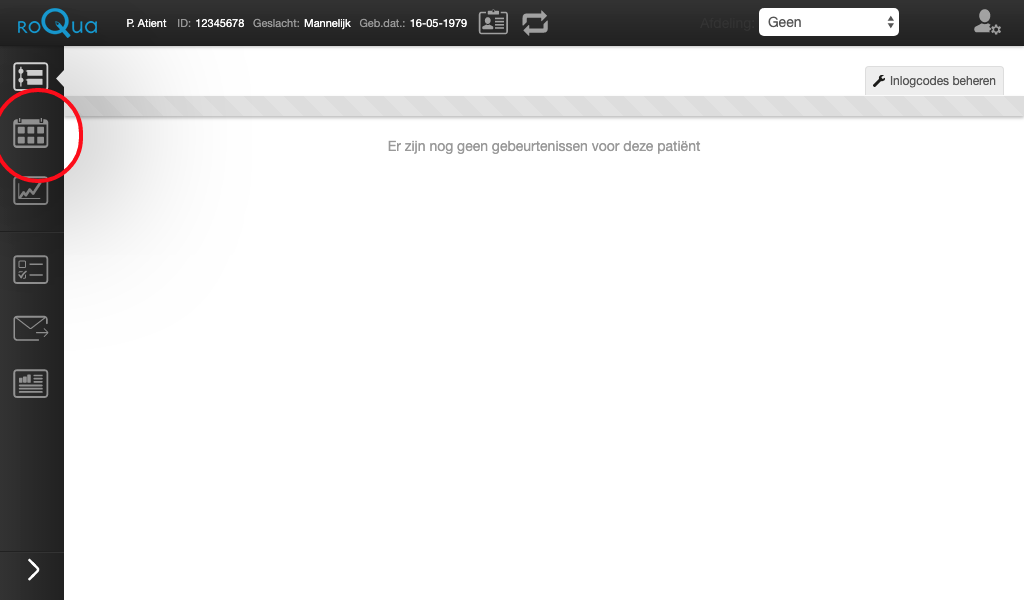 RoQua P. Atient ID: 12345678 Geslacht: Mannelijk Geb.dat.: 16-05-1979 Afdeling: Geen
Inlogcodes beheren
Er zijn nog geen gebeurtenissen voor deze patiënt